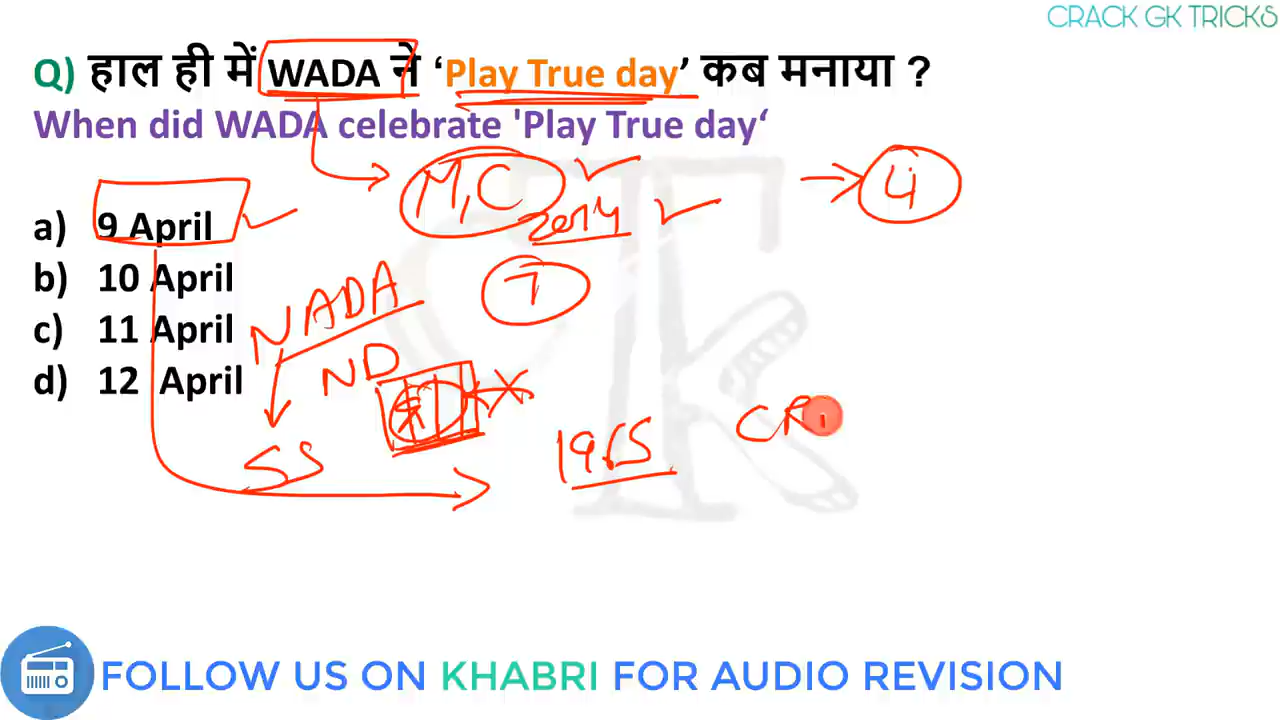 CRACK GK TRICKS
Q) हाल ही में WADA ने ‘Play True day’ कब मनाया ?
When did WADA celebrate 'Play True day‘
M,C
4
a) 9 April
2014
b) 10 April
7
NADA
c) 11 April
ND
d) 12 April
1965
SS
FOLLOW US ON KHABRI FOR AUDIO REVISION